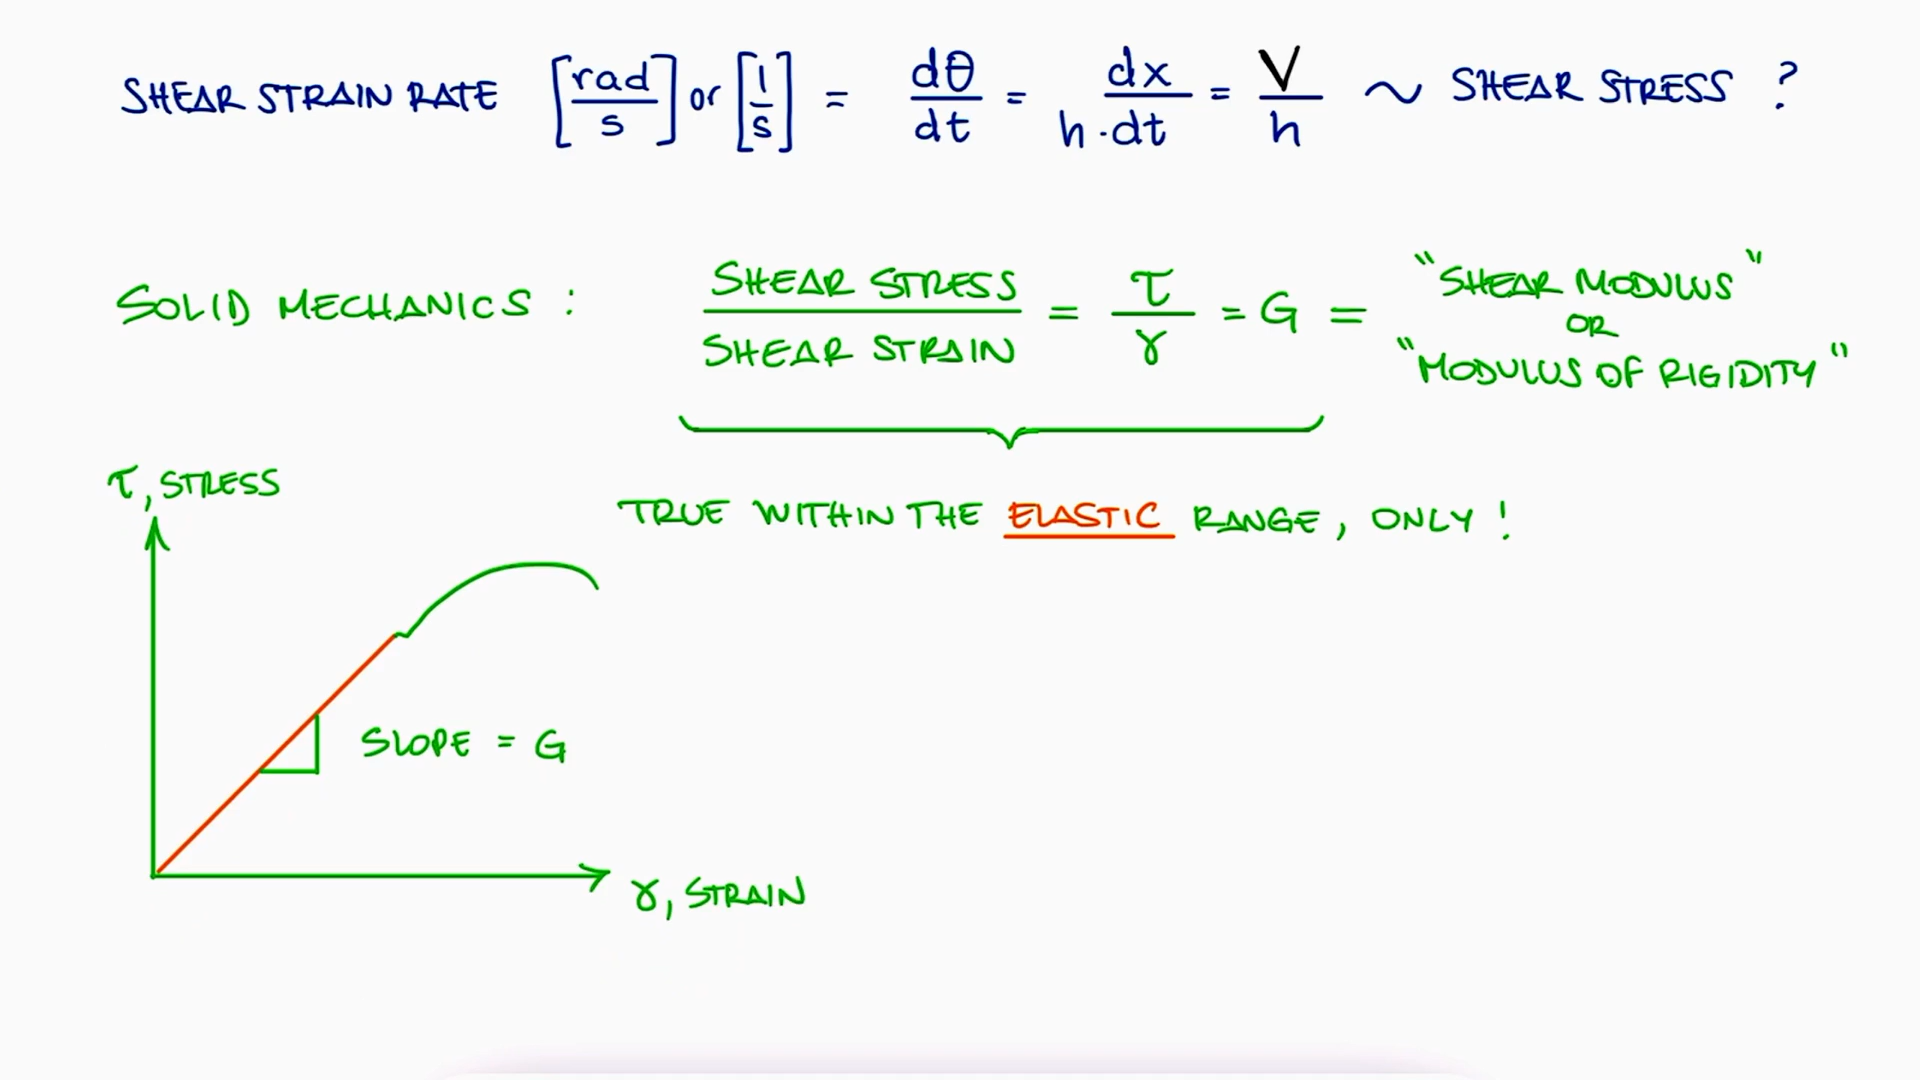 SHEAR STRAIN RATE [rad/s] or [1/s] = dθ/dt = dx/h·dt = V/h ~ SHEAR STRESS ?
SOLID MECHANICS : SHEAR STRESS/SHEAR STRAIN = τ/γ = G = "SHEAR MODULUS"
OR
"MODULUS OF RIGIDITY"
τ, STRESS
TRUE WITHIN THE ELASTIC RANGE, ONLY !
SLOPE = G
γ, STRAIN